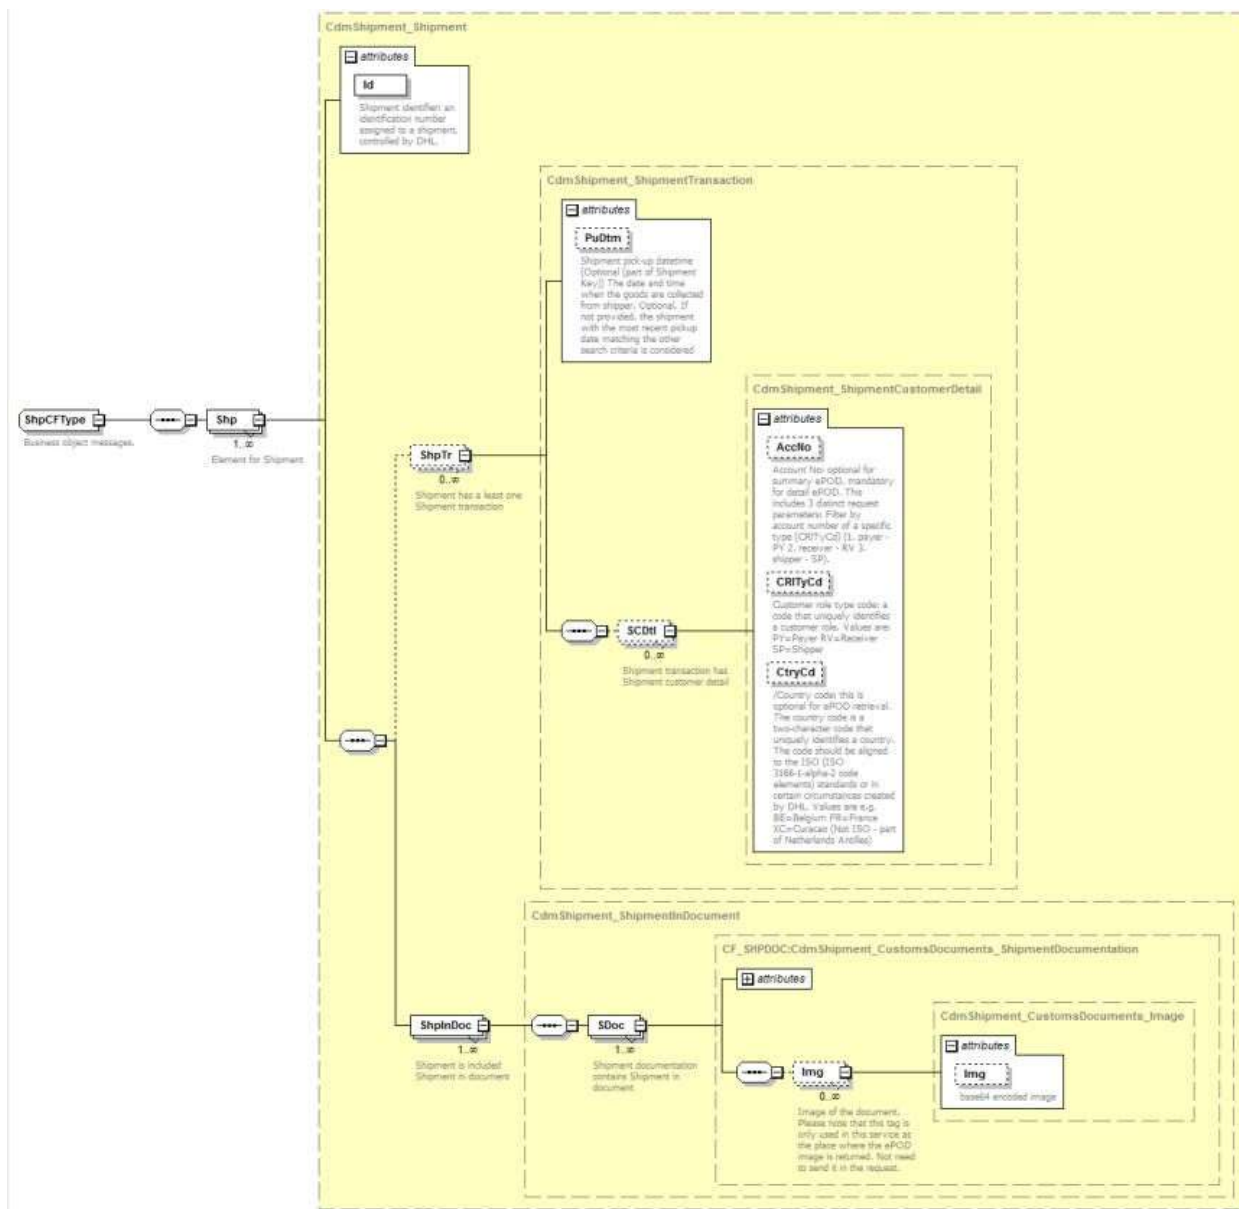 CdmShipment_Shipment
attributes
Id
Shipment identifier: an
identification number
assigned to a shipment,
controlled by DHL.
CdmShipment_ShipmentTransaction
attributes
PuDtm
Shipment pick-up datetime
(Optional (part of Shipment
Key)) The date and time
when the goods are collected
from shipper. Optional. If
not provided, the shipment
with the most recent pickup
date matching the other
search criteria is considered
ShpCFType
Business object messages.
Shp
1..∞
Element for Shipment
ShpTr
0..∞
Shipment has a least one
Shipment transaction
CdmShipment_ShipmentCustomerDetail
attributes
AccNo
Account No: optional for
summary ePOD, mandatory
for detail ePOD. This
includes 3 distinct request
parameters: Filter by
account number of a specific
type (CRlTyCd) (1. payer -
PY 2. receiver - RV 3.
shipper - SP).
CRlTyCd
Customer role type code: a
code that uniquely identifies
a customer role. Values are:
PY=Payer RV=Receiver
SP=Shipper
SCDtl
0..∞
Shipment transaction has
Shipment customer detail
CtryCd
/Country code: this is
optional for ePOD retrieval.
The country code is a
two-character code that
uniquely identifies a country.
The code should be aligned
to the ISO (ISO
3166-1-alpha-2 code
elements) standards or in
certain circumstances created
by DHL. Values are e.g.
BE=Belgium FR=France
XC=Curacao (Not ISO - part
of Netherlands Antilles)
CdmShipment_ShipmentInDocument
CF_SHPDOC:CdmShipment_CustomsDocuments_ShipmentDocumentation
attributes
ShpInDoc
1..∞
Shipment is included
Shipment in document
SDoc
1..∞
Shipment documentation
contains Shipment in
document
Img
0..∞
Image of the document.
Please note that this tag is
only used in this service as
the place where the ePOD
image is returned. Not need
to send it in the request.
CdmShipment_CustomsDocuments_Image
attributes
Img
base64 encoded image